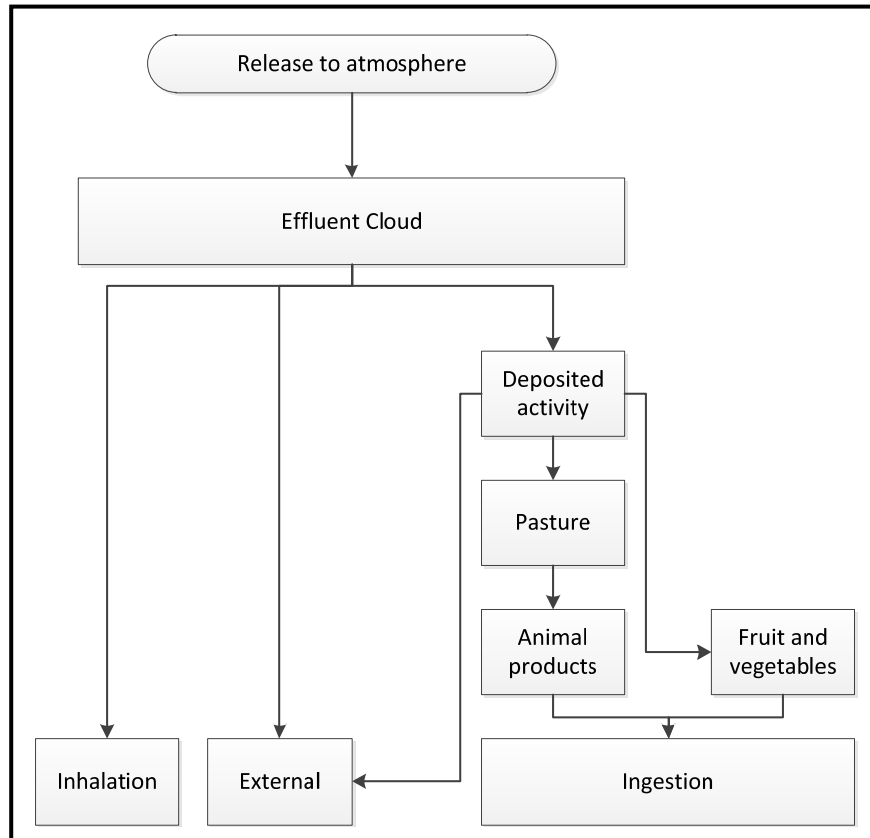 Release to atmosphere
Effluent Cloud
Deposited
activity
Pasture
Animal
products
Fruit and
vegetables
Inhalation
External
Ingestion